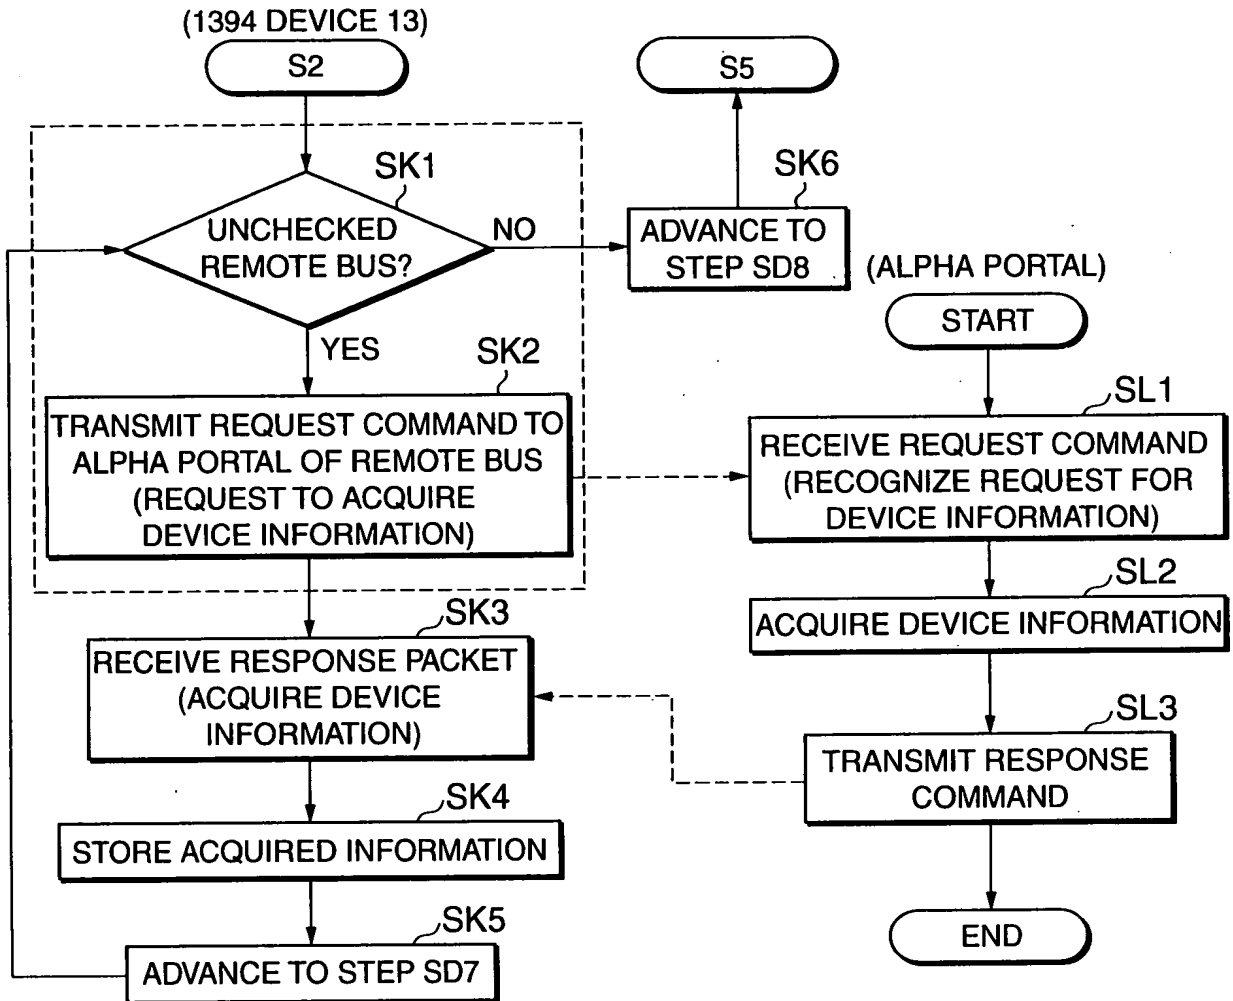 (1394 DEVICE 13)
S2
SK1
UNCHECKED
REMOTE BUS?
NO
YES
SK2
TRANSMIT REQUEST COMMAND TO
ALPHA PORTAL OF REMOTE BUS
(REQUEST TO ACQUIRE
DEVICE INFORMATION)
SK3
RECEIVE RESPONSE PACKET
(ACQUIRE DEVICE
INFORMATION)
SK4
STORE ACQUIRED INFORMATION
SK5
ADVANCE TO STEP SD7
S5
SK6
ADVANCE TO
STEP SD8
(ALPHA PORTAL)
START
SL1
RECEIVE REQUEST COMMAND
(RECOGNIZE REQUEST FOR
DEVICE INFORMATION)
SL2
ACQUIRE DEVICE INFORMATION
SL3
TRANSMIT RESPONSE
COMMAND
END